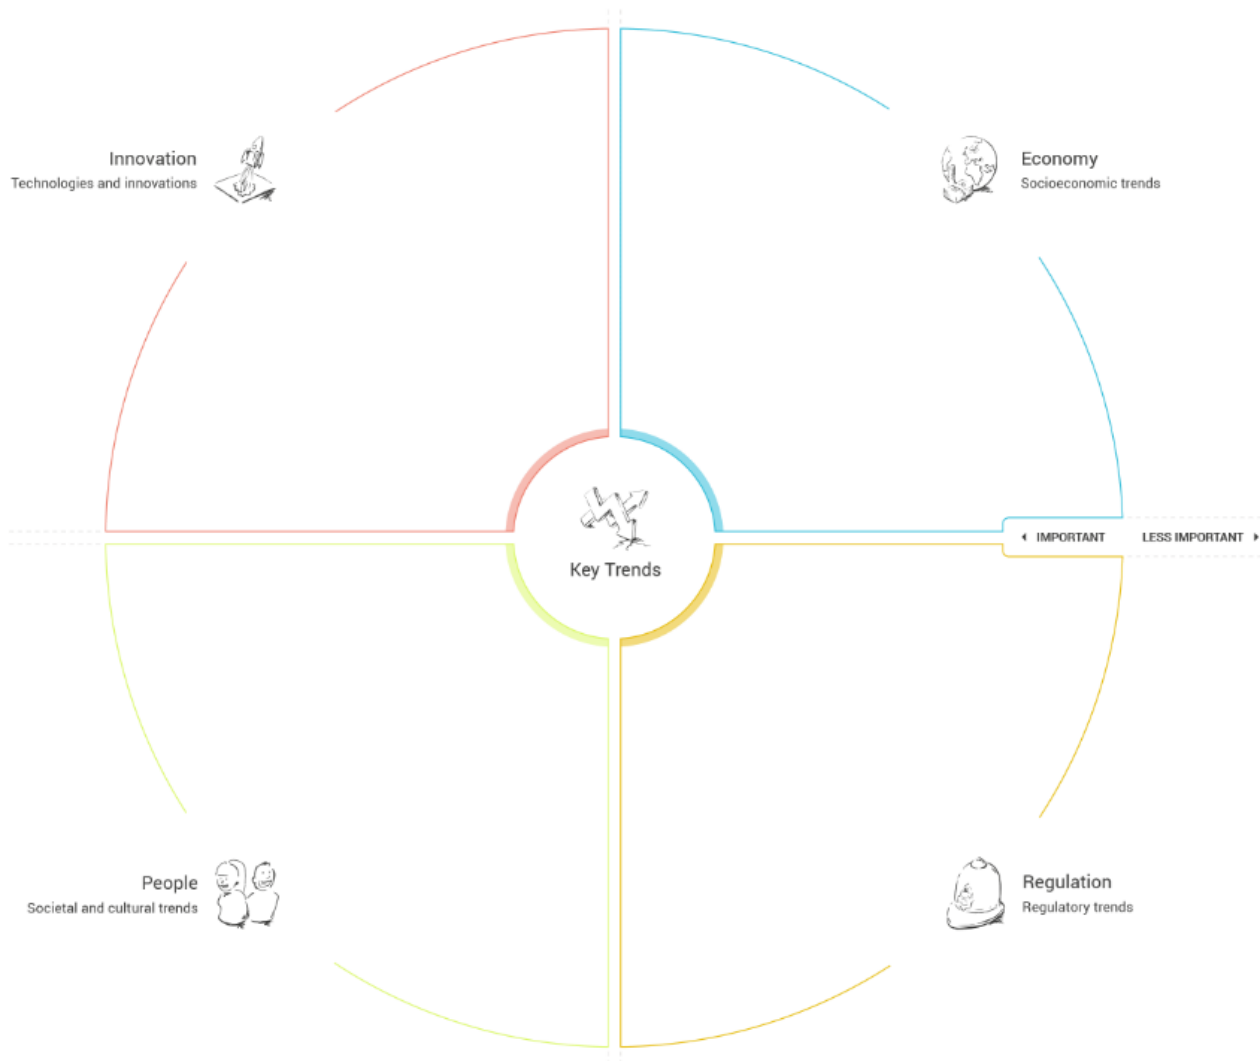 Innovation
Technologies and innovations
Economy
Socioeconomic trends
IMPORTANT
LESS IMPORTANT
Key Trends
People
Societal and cultural trends
Regulation
Regulatory trends